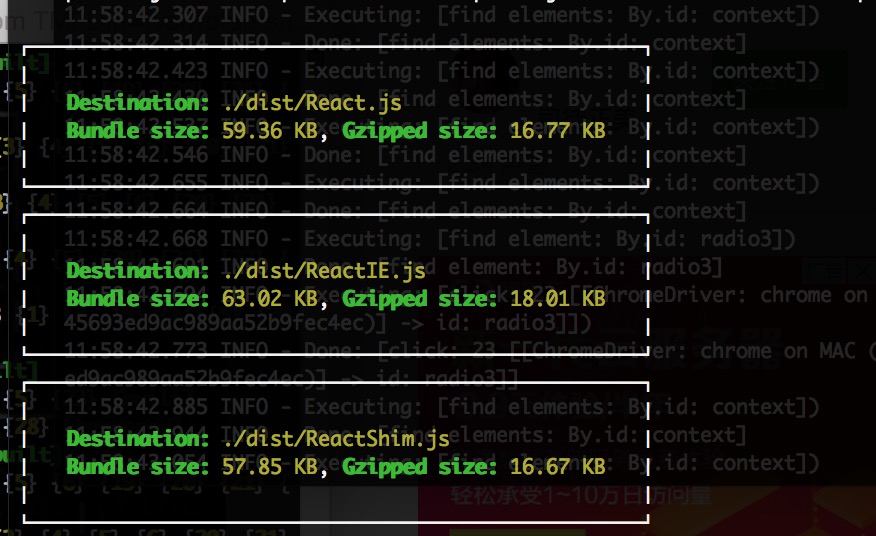 11:58:42.307 INFO - Executing: [find elements: By.id: context])
11:58:42.314 INFO - Done: [find elements: By.id: context]
11:58:42.423 INFO - Executing: [find elements: By.id: context])
Destination: ./dist/React.js
Bundle size: 59.36 KB, Gzipped size: 16.77 KB
11:58:42.546 INFO - Done: [find elements: By.id: context]
11:58:42.655 INFO - Executing: [find elements: By.id: context])
11:58:42.664 INFO - Done: [find elements: By.id: context]
11:58:42.668 INFO - Executing: [find element: By.id: radio3])
Destination: ./dist/ReactIE.js
Bundle size: 63.02 KB, Gzipped size: 18.01 KB
45693ed9ac989aa52b9fec4ec)] -> id: radio3]])
11:58:42.773 INFO - Done: [click: 23 [[ChromeDriver: chrome on MAC (
ed9ac989aa52b9fec4ec)] -> id: radio3]]
11:58:42.885 INFO - Executing: [find elements: By.id: context])
Destination: ./dist/ReactShim.js
Bundle size: 57.85 KB, Gzipped size: 16.67 KB
轻松承受1~10万日访问量